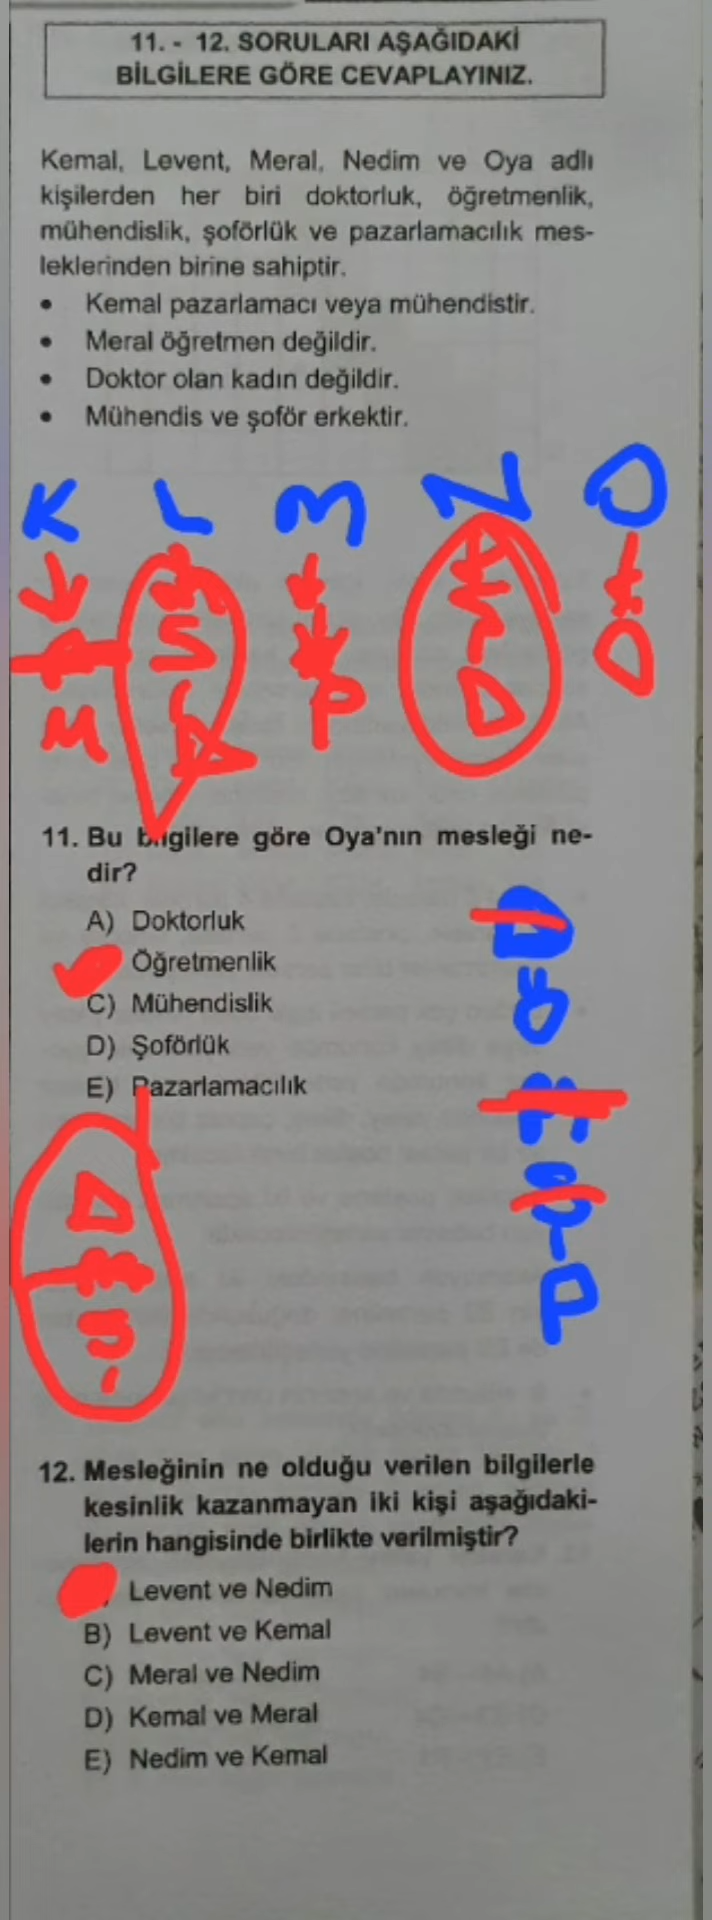 11. - 12. SORULARI AŞAĞIDAKİ
BİLGİLERE GÖRE CEVAPLAYINIZ.
Kemal, Levent, Meral, Nedim ve Oya adlı
kişilerden her biri doktorluk, öğretmenlik,
mühendislik, şoförlük ve pazarlamacılık mes-
leklerinden birine sahiptir.
• Kemal pazarlamacı veya mühendistir.
• Meral öğretmen değildir.
• Doktor olan kadın değildir.
• Mühendis ve şoför erkektir.
K L M N O
M Ş P Ş Ö
D D
11. Bu bilgilere göre Oya'nın mesleği ne-
dir?
A) Doktorluk
Öğretmenlik
C) Mühendislik
D) Şoförlük
E) Pazarlamacılık
D
Ö
M
Ş
P
12. Mesleğinin ne olduğu verilen bilgilerle
kesinlik kazanmayan iki kişi aşağıdaki-
lerin hangisinde birlikte verilmiştir?
Levent ve Nedim
B) Levent ve Kemal
C) Meral ve Nedim
D) Kemal ve Meral
E) Nedim ve Kemal